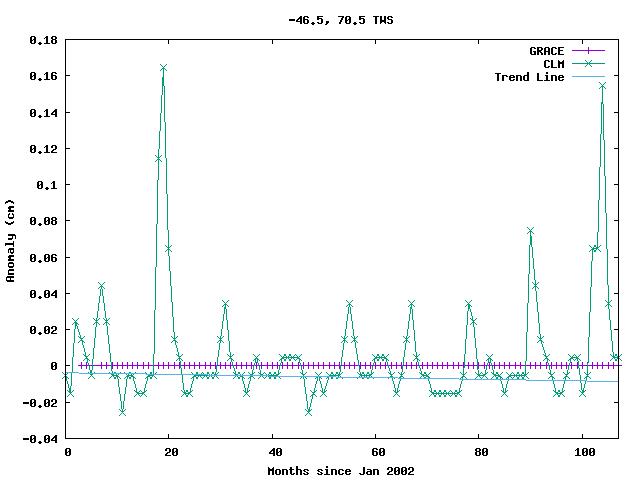 -46.5, 70.5 TWS
GRACE
CLM
Trend Line
0.18
0.16
0.14
0.12
0.1
0.08
0.06
0.04
0.02
0
-0.02
-0.04
Anomaly (cm)
0 20 40 60 80 100
Months since Jan 2002